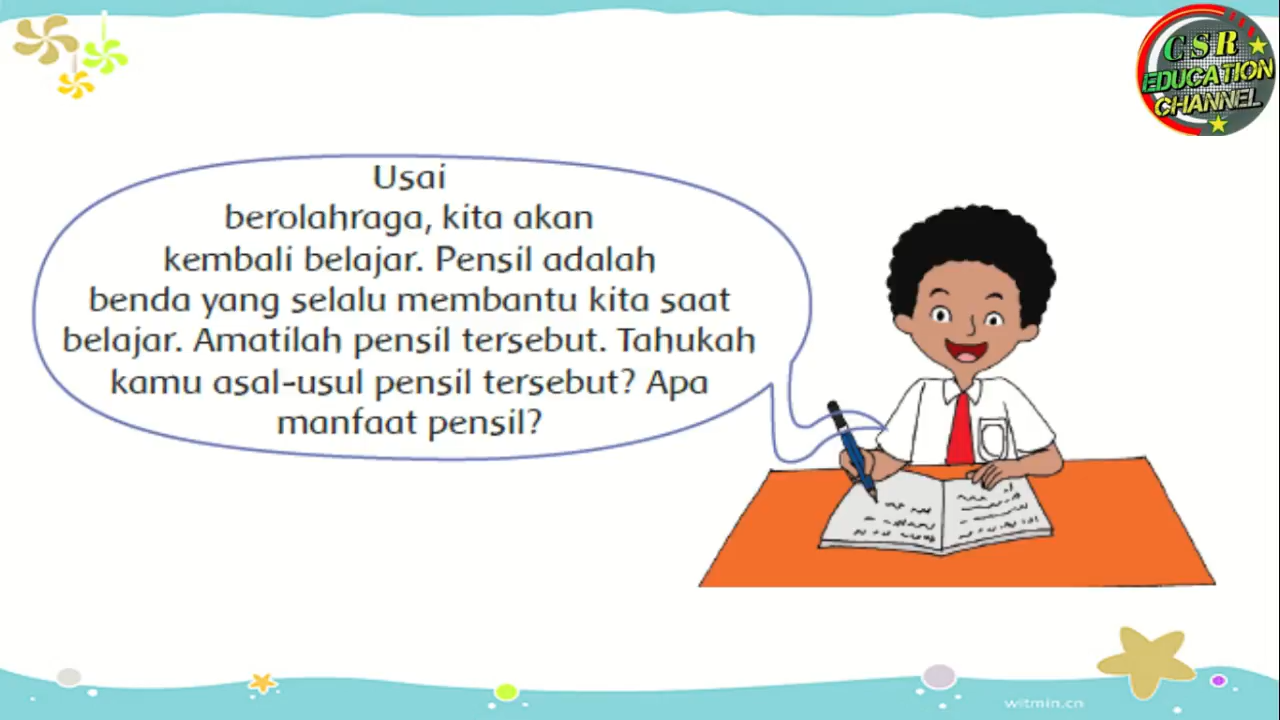 CSR
EDUCATION
CHANNEL
Usai
berolahraga, kita akan
kembali belajar. Pensil adalah
benda yang selalu membantu kita saat
belajar. Amatilah pensil tersebut. Tahukah
kamu asal-usul pensil tersebut? Apa
manfaat pensil?
witmin.cn